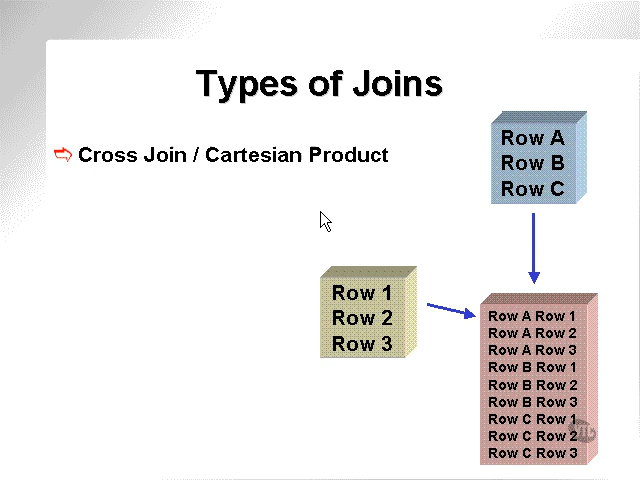 Types of Joins
Cross Join / Cartesian Product
Row A
Row B
Row C
Row 1
Row 2
Row 3
Row A Row 1
Row A Row 2
Row A Row 3
Row B Row 1
Row B Row 2
Row B Row 3
Row C Row 1
Row C Row 2
Row C Row 3